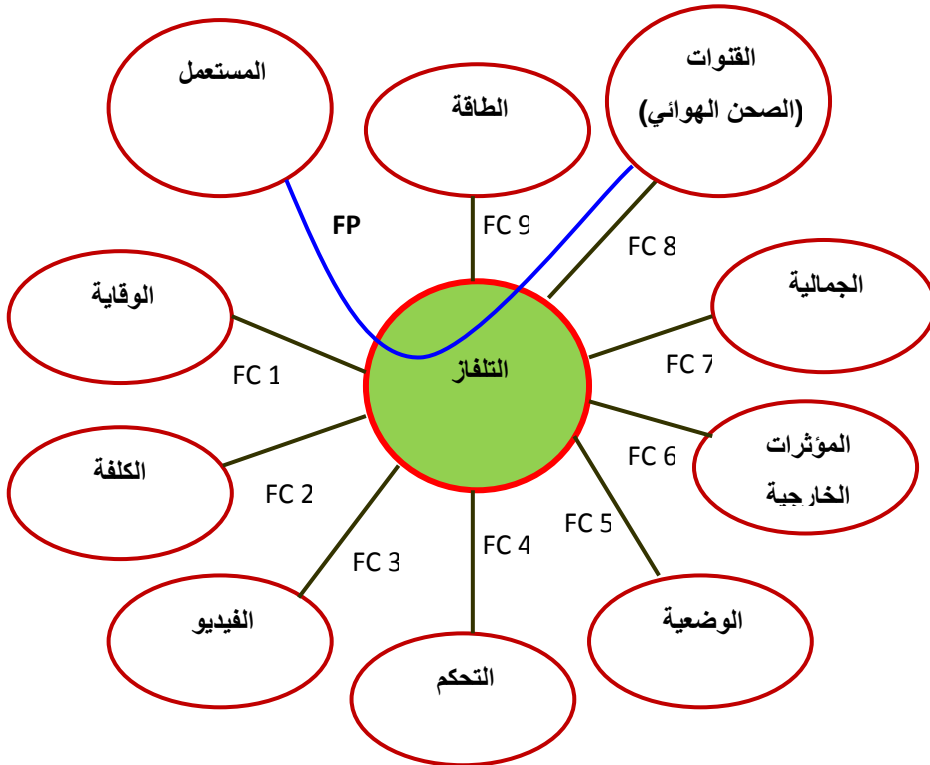 القنوات
(الصحن الهوائي)
المستعمل
الطاقة
FP
FC 9
FC 8
الوقاية
الجمالية
التلفاز
FC 1
FC 7
الكلفة
المؤثرات
الخارجية
FC 6
FC 2
FC 5
FC 3
FC 4
الفيديو
الوضعية
التحكم